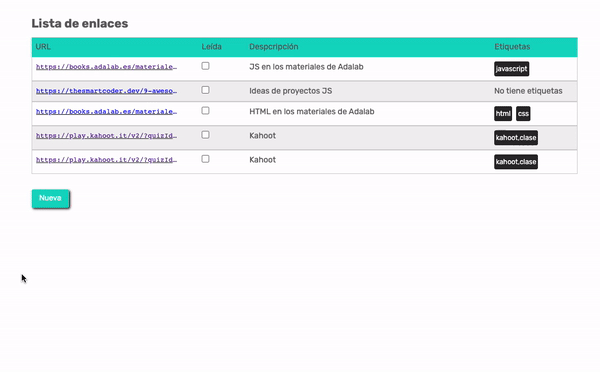 Lista de enlaces
URL Leída Despcripción Etiquetas
https://books.adalab.es/materiale… JS en los materiales de Adalab javascript
https://thesmartcoder.dev/9-aweso… Ideas de proyectos JS No tiene etiquetas
https://books.adalab.es/materiale… HTML en los materiales de Adalab html css
https://play.kahoot.it/v2/?quizId… Kahoot kahoot,clase
https://play.kahoot.it/v2/?quizId… Kahoot kahoot,clase
Nueva